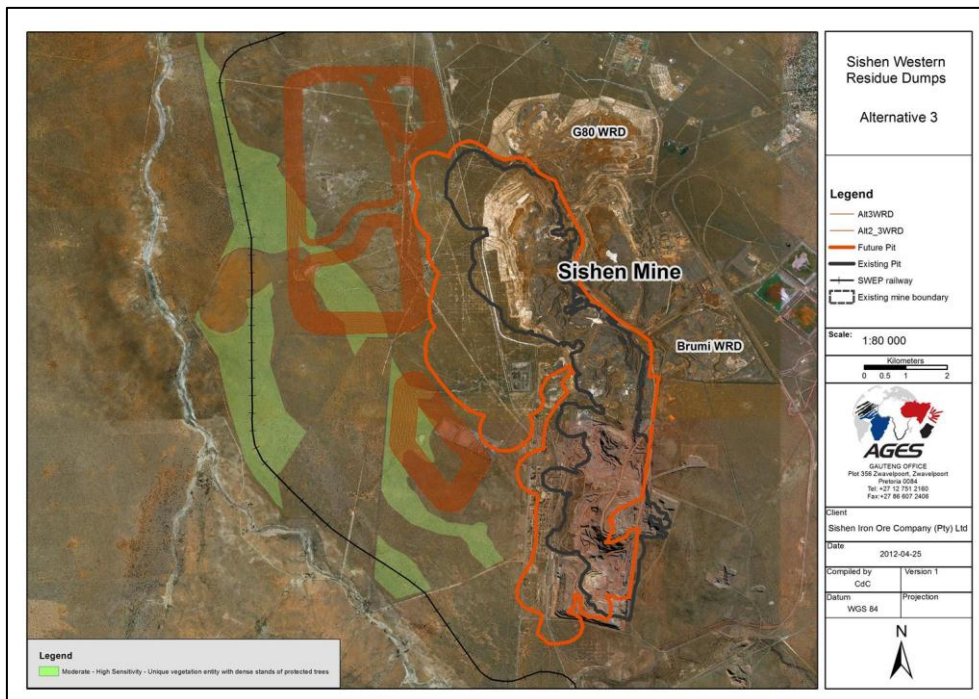 Sishen Western
Residue Dumps
Alternative 3
G80 WRD
Sishen Mine
Brumi WRD
Legend
Alt3WRD
Alt2_3WRD
Future Pit
Existing Pit
SWEP railway
Existing mine boundary
Scale:
1:80 000
Kilometers
0 0.5 1 2
AGES
GAUTENG OFFICE
Plot 356 Zwavelpoort, Zwavelpoort
Pretoria 0084
Tel: +27 12 751 2160
Fax:+27 86 607 2406
Client
Sishen Iron Ore Company (Pty) Ltd
Date
2012-04-25
Compiled by
CdC
Version 1
Datum
WGS 84
Projection
N
Legend
Moderate - High Sensitivity - Unique vegetation entity with dense stands of protected trees